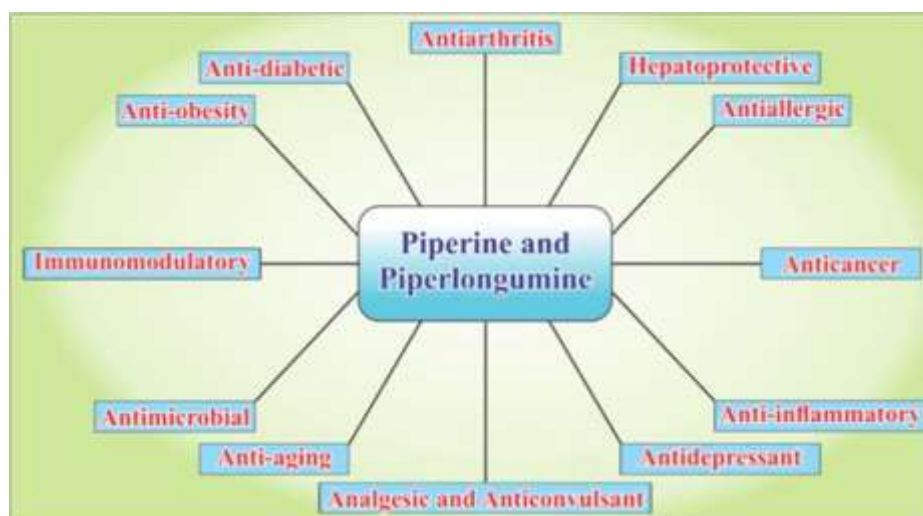 Antiarthritis
Anti-diabetic
Hepatoprotective
Anti-obesity
Antiallergic
Piperine and
Piperlongumine
Immunomodulatory
Anticancer
Antimicrobial
Anti-inflammatory
Anti-aging
Antidepressant
Analgesic and Anticonvulsant